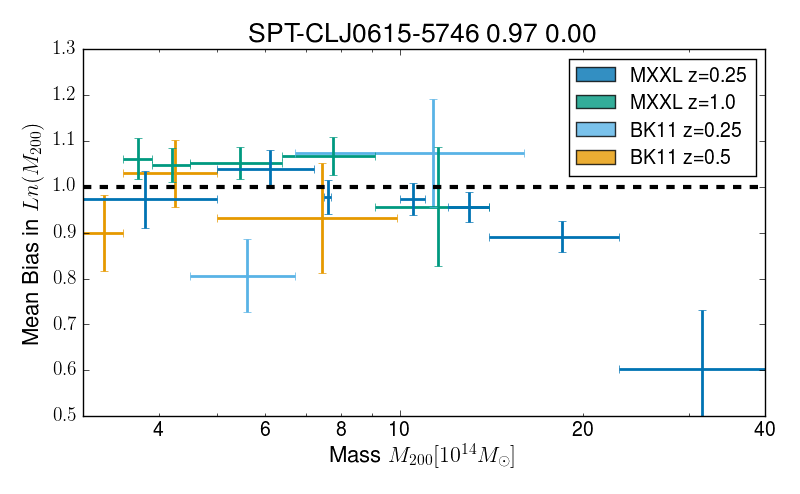 SPT-CLJ0615-5746 0.97 0.00
1.3
1.2
1.1
1.0
0.9
0.8
0.7
0.6
0.5
Mean Bias in Ln(M200)
MXXL z=0.25
MXXL z=1.0
BK11 z=0.25
BK11 z=0.5
4 6 8 10 20 40
Mass M200[10^14 M⊙]